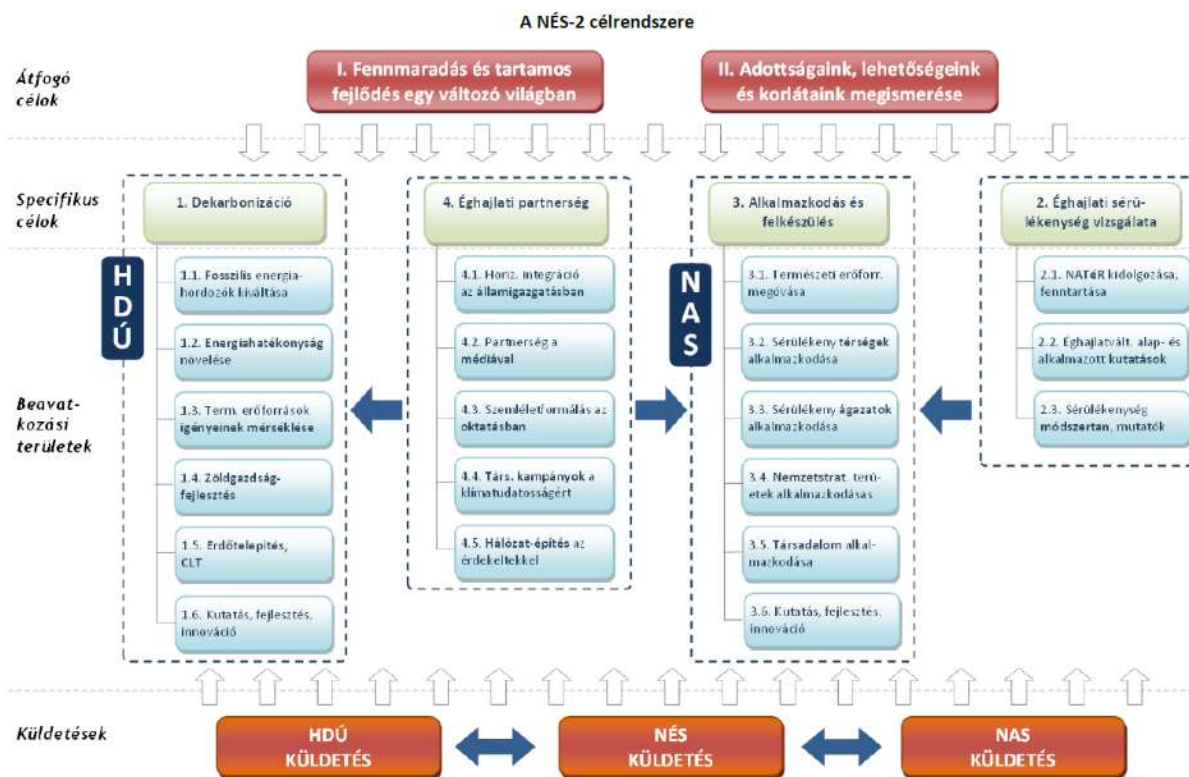 A NÉS-2 célrendszere
Átfogó
célok
I. Fennmaradás és tartamos
fejlődés egy változó világban
II. Adottságaink, lehetőségeink
és korlátaink megismerése
Specifikus
célok
1. Dekarbonizáció
4. Éghajlati partnerség
3. Alkalmazkodás és
felkészülés
2. Éghajlati sérü-
lékenység vizsgálata
Beavat-
kozási
területek
HDÚ
1.1. Fosszilis energia-
hordozók kiváltása
1.2. Energiahatékonyság
növelése
1.3. Term. erőforrások
igényeinek mérséklése
1.4. Zöldgazdság-
fejlesztés
1.5. Erdőtelepítés,
CLT
1.6. Kutatás, fejlesztés,
innováció
4.1. Horiz. integráció
az államigazgatásban
4.2. Partnerség a
médiával
4.3. Szemléletformálás az
oktatásban
4.4. Társ. kampányok a
klímatudatosságért
4.5. Hálózat-építés az
érdekeltekkel
NAS
3.1. Természeti erőforr.
megóvása
3.2. Sérülékeny térségek
alkalmazkodása
3.3. Sérülékeny ágazatok
alkalmazkodása
3.4. Nemzetstrat. terü-
etek alkalmazkodásas
3.5. Társadalom alkal-
mazkodása
3.6. Kutatás, fejlesztés,
innováció
2.1. NATéR kidolgozása,
fenntartása
2.2. Éghajlatvált. alap- és
alkalmazott kutatások
2.3. Sérülékenység
módszertan, mutatók
Küldetések
HDÚ
KÜLDETÉS
NÉS
KÜLDETÉS
NAS
KÜLDETÉS